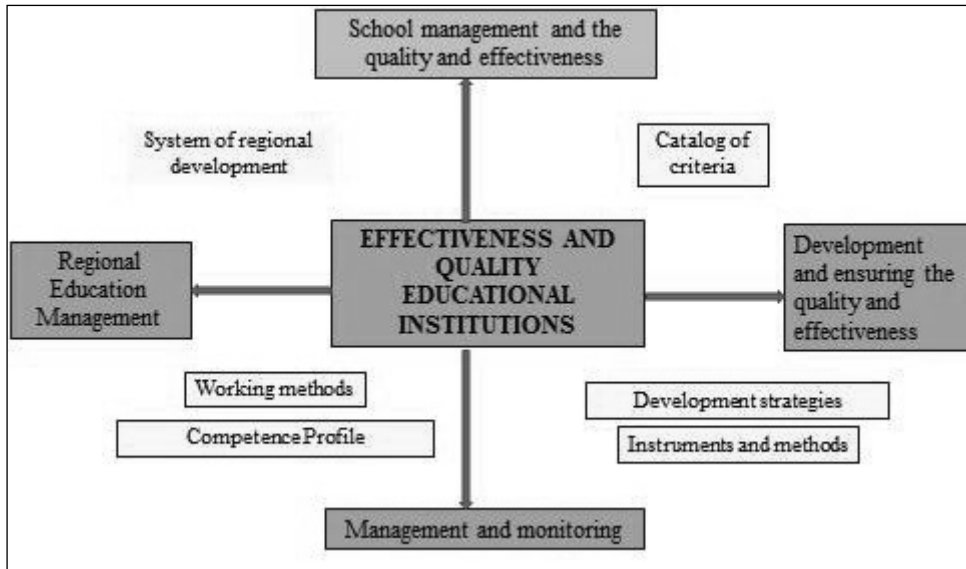 School management and the
quality and effectiveness
System of regional
development
Catalog of
criteria
EFFECTIVENESS AND
QUALITY
EDUCATIONAL
INSTITUTIONS
Regional
Education
Management
Development
and ensuring the
quality and
effectiveness
Working methods
Competence Profile
Development strategies
Instruments and methods
Management and monitoring